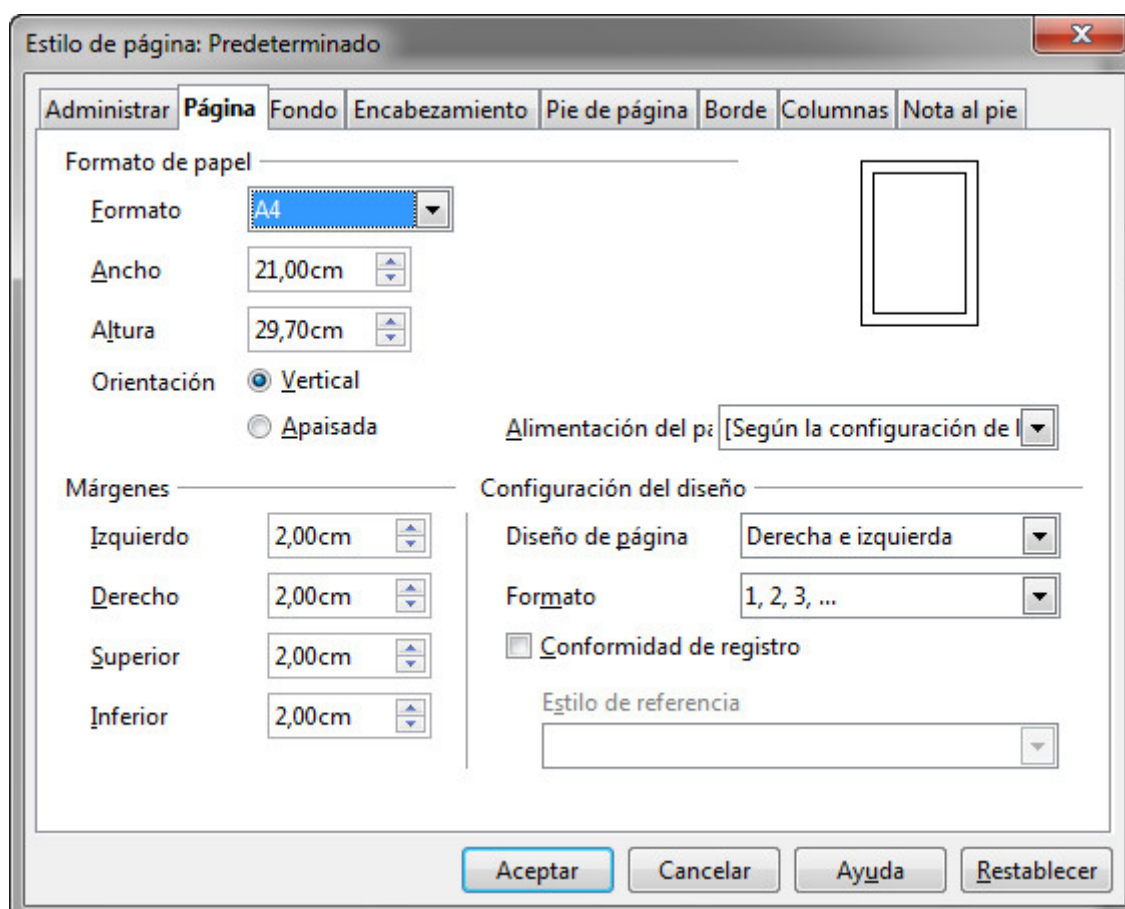 Estilo de página: Predeterminado
Administrar Página Fondo Encabezamiento Pie de página Borde Columnas Nota al pie
Formato de papel
Formato A4
Ancho 21,00cm
Altura 29,70cm
Orientación Vertical
Apaisada
Alimentación del pa [Según la configuración de l
Márgenes
Izquierdo 2,00cm
Derecho 2,00cm
Superior 2,00cm
Inferior 2,00cm
Configuración del diseño
Diseño de página Derecha e izquierda
Formato 1, 2, 3, ...
Conformidad de registro
Estilo de referencia
Aceptar Cancelar Ayuda Restablecer